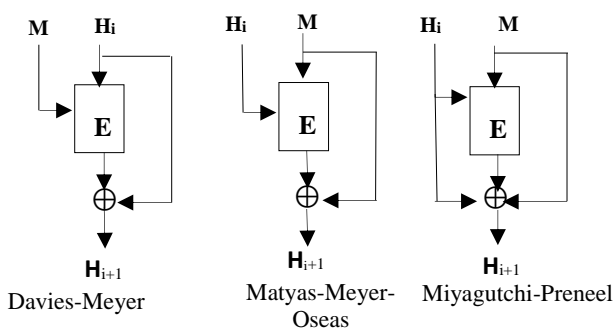 M Hi
E
Hi+1
Davies-Meyer
Hi M
E
Hi+1
Matyas-Meyer-
Oseas
Hi M
E
Hi+1
Miyagutchi-Preneel